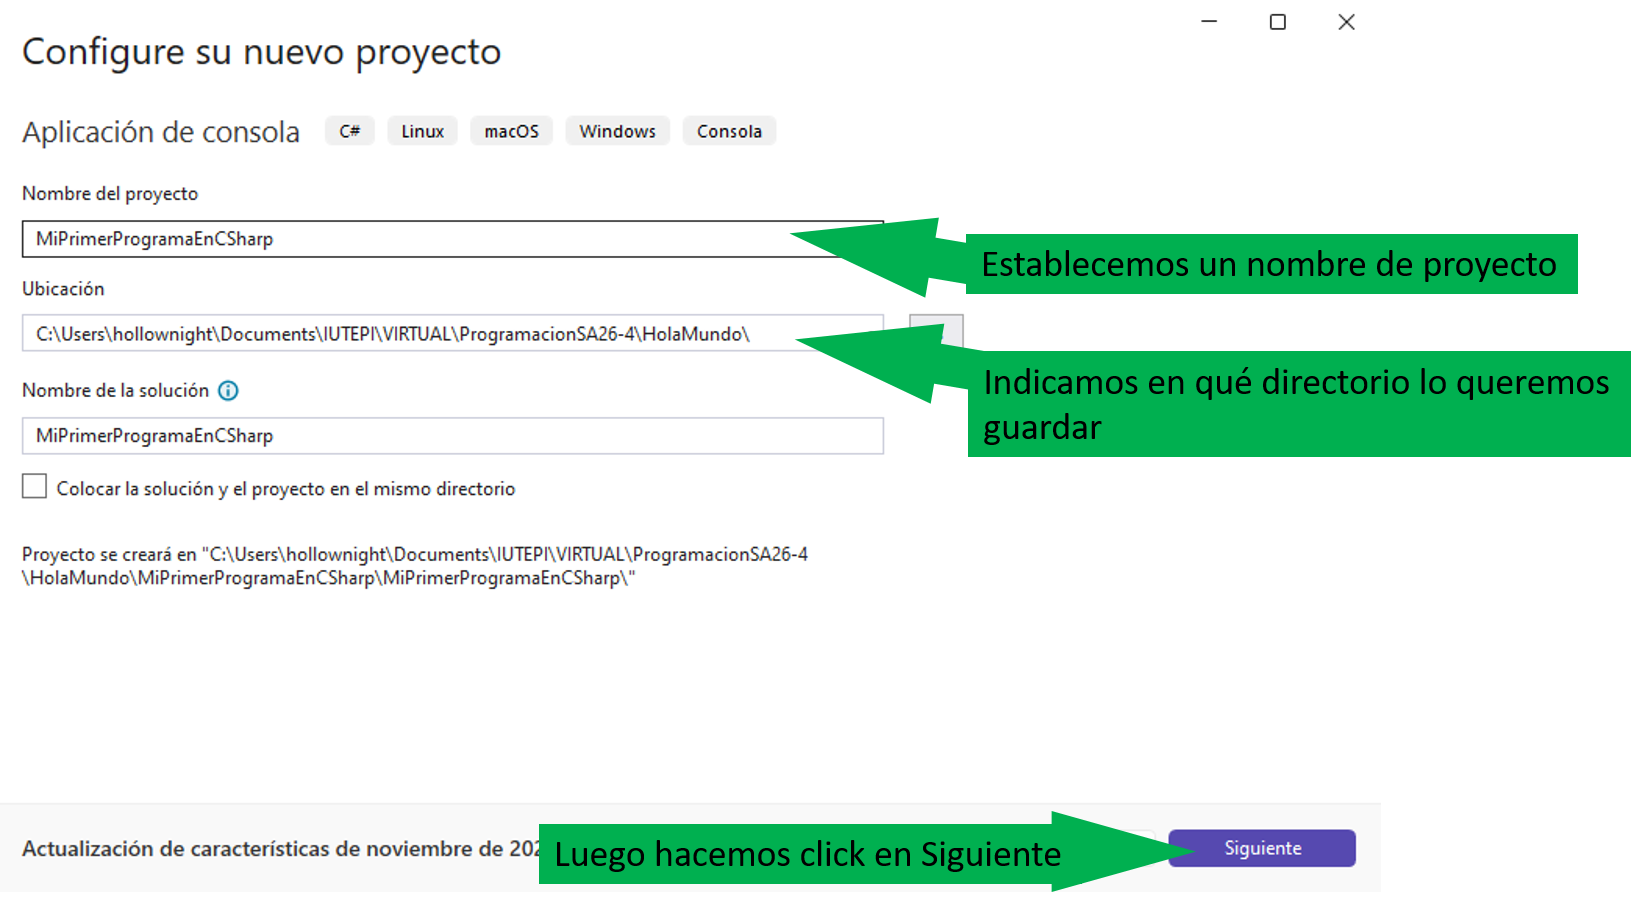 Configure su nuevo proyecto
Aplicación de consola C# Linux macOS Windows Consola
Nombre del proyecto
MiPrimerProgramaEnCSharp
Establecemos un nombre de proyecto
Ubicación
C:\Users\hollownight\Documents\IUTEPI\VIRTUAL\ProgramacionSA26-4\HolaMundo\
Indicamos en qué directorio lo queremos
guardar
Nombre de la solución
MiPrimerProgramaEnCSharp
Colocar la solución y el proyecto en el mismo directorio
Proyecto se creará en "C:\Users\hollownight\Documents\IUTEPI\VIRTUAL\ProgramacionSA26-4
\HolaMundo\MiPrimerProgramaEnCSharp\MiPrimerProgramaEnCSharp\"
Actualización de características de noviembre de 202
Luego hacemos click en Siguiente
Siguiente